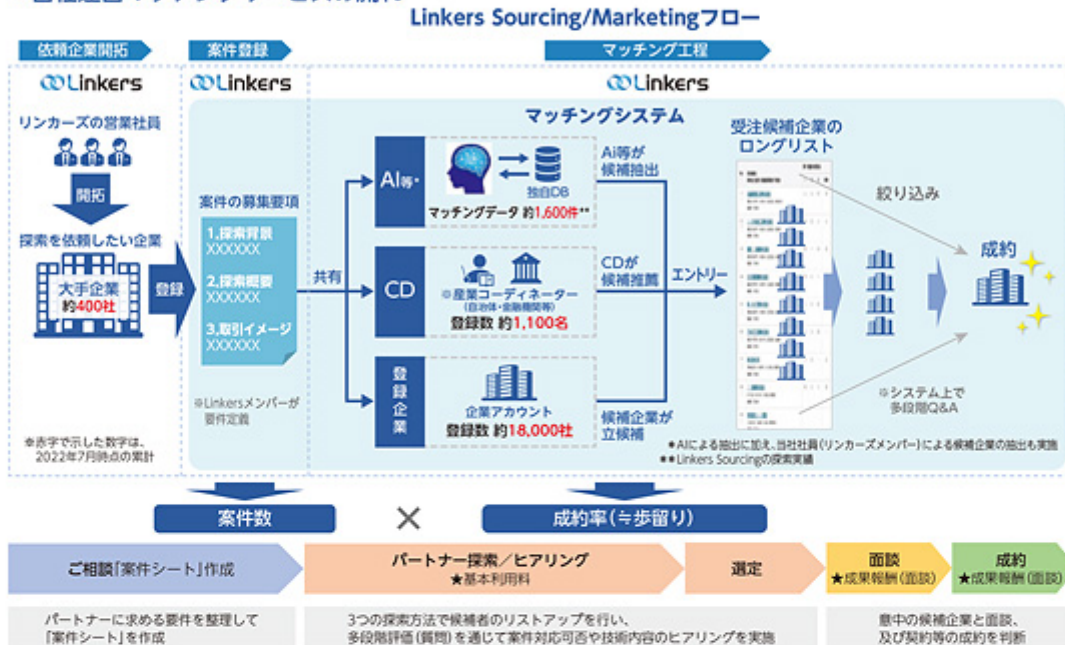 Linkers Sourcing/Marketingフロー
依頼企業開拓
案件登録
マッチング工程
Linkers
Linkers
Linkers
リンカーズの営業社員
開拓
探索を依頼したい企業
大手企業
約400社
登録
※赤字で示した数字は、
2022年7月時点の累計
案件の募集要項
1,探索背景
XXXXXX
2,探索概要
XXXXXX
3,取引イメージ
XXXXXX
※Linkersメンバーが
要件定義
共有
マッチングシステム
AI等*
独自DB
マッチングデータ 約1,600件**
Ai等が
候補抽出
CD
※産業コーディネーター
(自治体・金融機関等)
登録数 約1,100名
CDが
候補推薦
登録企業
企業アカウント
登録数 約18,000社
候補企業が
立候補
エントリー
受注候補企業の
ロングリスト
絞り込み
成約
※システム上で
多段階Q&A
*AIによる抽出に加え、当社社員(リンカーズメンバー)による候補企業の抽出も実施
**Linkers Sourcingの探索実績
案件数
×
成約率(≒歩留り)
ご相談「案件シート」作成
パートナー探索/ヒアリング
★基本利用料
選定
面談
★成果報酬(面談)
成約
★成果報酬(面談)
パートナーに求める要件を整理して
「案件シート」を作成
3つの探索方法で候補者のリストアップを行い、
多段階評価(質問)を通じて案件対応可否や技術内容のヒアリングを実施
意中の候補企業と面談、
及び契約等の成約を判断